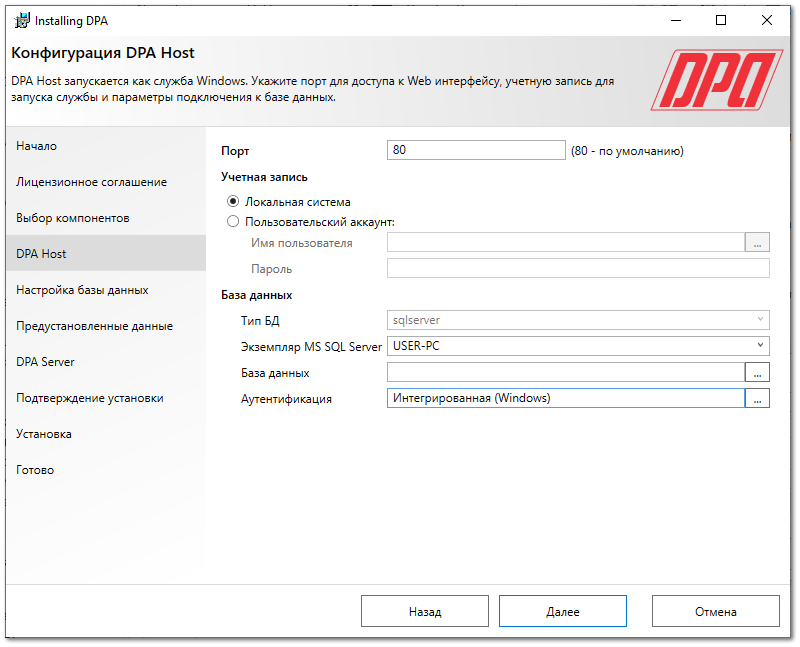 Installing DPA
Конфигурация DPA Host
DPA Host запускается как служба Windows. Укажите порт для доступа к Web интерфейсу, учетную запись для
запуска службы и параметры подключения к базе данных.
DPA
Начало
Лицензионное соглашение
Выбор компонентов
DPA Host
Настройка базы данных
Предустановленные данные
DPA Server
Подтверждение установки
Установка
Готово
Порт 80 (80 - по умолчанию)
Учетная запись
Локальная система
Пользовательский аккаунт:
Имя пользователя ...
Пароль
База данных
Тип БД sqlserver
Экземпляр MS SQL Server USER-PC
База данных ...
Аутентификация Интегрированная (Windows) ...
Назад Далее Отмена